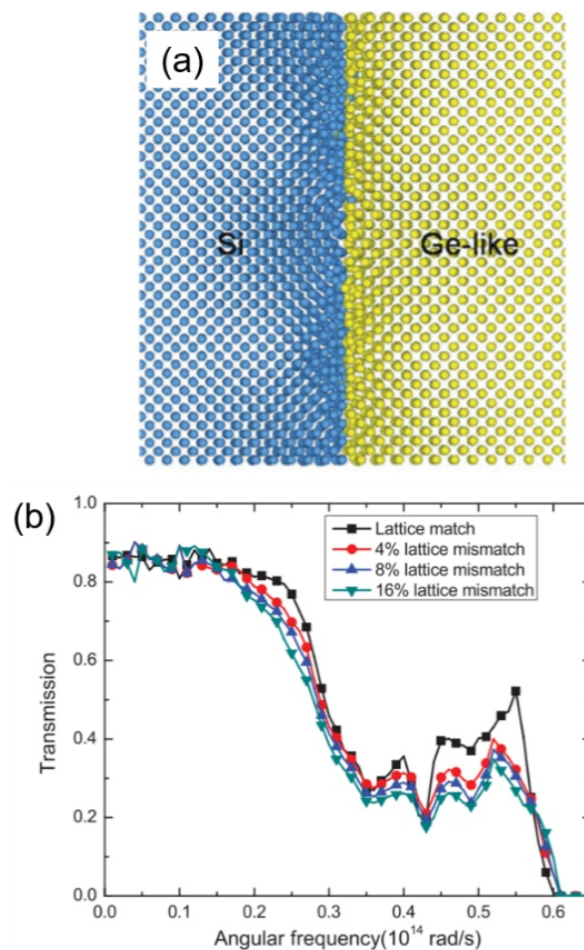 (a)
Si
Ge-like
(b)
1.0
0.8
0.6
0.4
0.2
0.0
Transmission
Lattice match
4% lattice mismatch
8% lattice mismatch
16% lattice mismatch
0.0 0.1 0.2 0.3 0.4 0.5 0.6
Angular frequency(10¹⁴ rad/s)